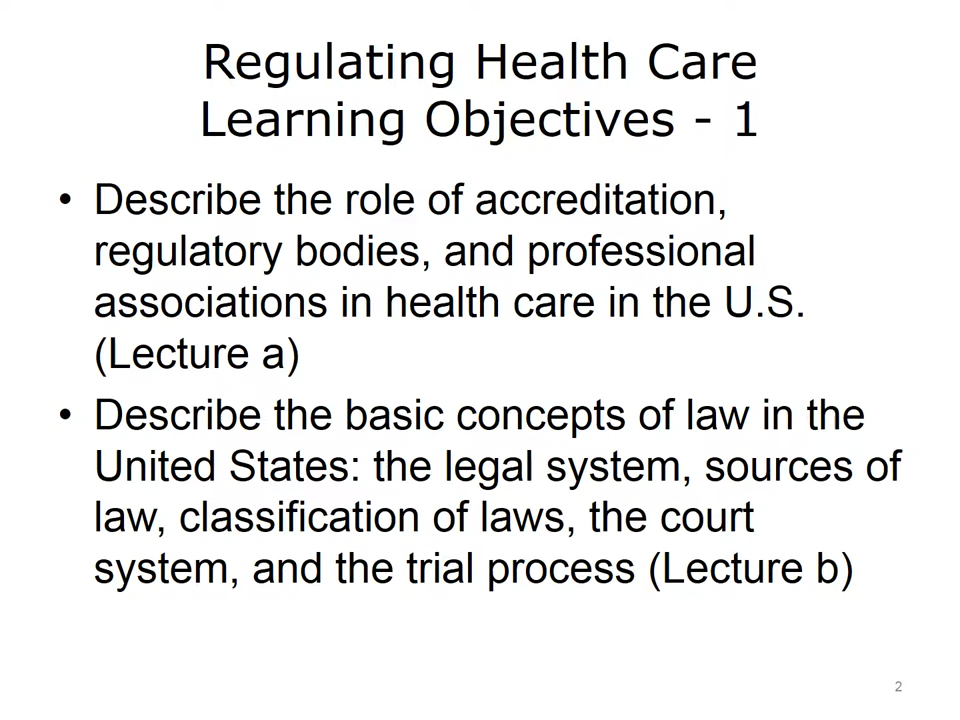 Regulating Health Care
Learning Objectives - 1
• Describe the role of accreditation,
regulatory bodies, and professional
associations in health care in the U.S.
(Lecture a)
• Describe the basic concepts of law in the
United States: the legal system, sources of
law, classification of laws, the court
system, and the trial process (Lecture b)
2